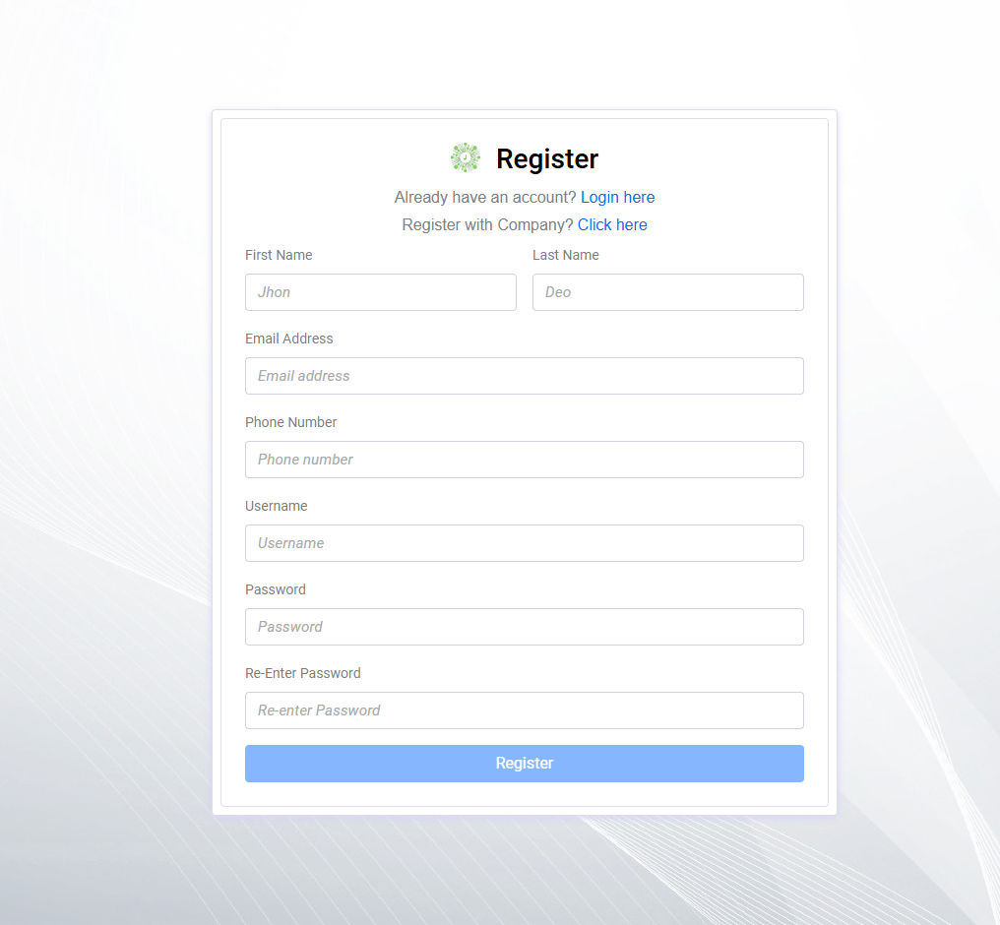 Register
Already have an account? Login here
Register with Company? Click here
First Name Last Name
Jhon Deo
Email Address
Email address
Phone Number
Phone number
Username
Username
Password
Password
Re-Enter Password
Re-enter Password
Register